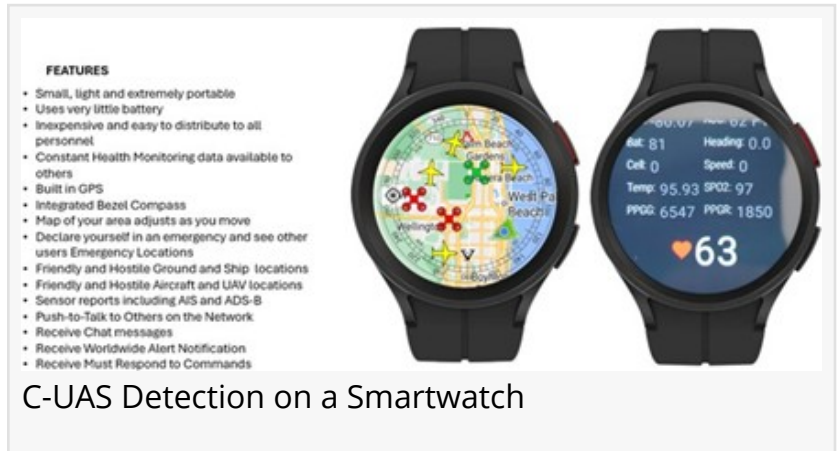 FEATURES
• Small, light and extremely portable
• Uses very little battery
• Inexpensive and easy to distribute to all
personnel
• Constant Health Monitoring data available to
others
• Built in GPS
• Integrated Bezel Compass
• Map of your area adjusts as you move
• Declare yourself in an emergency and see other
users Emergency Locations
• Friendly and Hostile Ground and Ship locations
• Friendly and Hostile Aircraft and UAV locations
• Sensor reports including AIS and ADS-B
• Push-to-Talk to Others on the Network
• Receive Chat messages
• Receive Worldwide Alert Notification
• Receive Must Respond to Commands
Beach
Gardens
Beach
West Pa
Beach
Wellingt
Bat: 81 Heading: 0.0
Cell: 0 Speed: 0
Temp: 95.93 SPO2: 97
PPGG: 6547 PPGR: 1850
63
C-UAS Detection on a Smartwatch